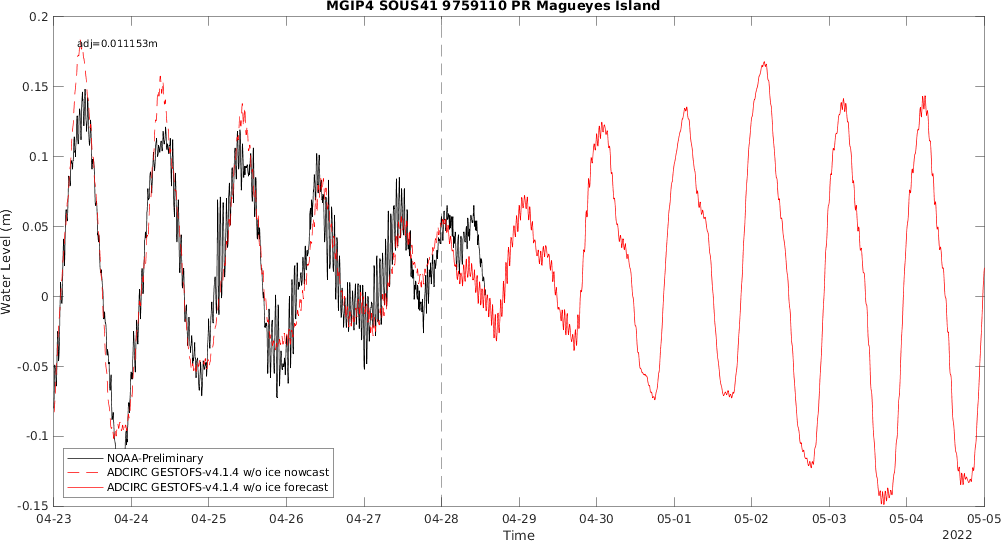 MGIP4 SOUS41 9759110 PR Magueyes Island
adj=0.011153m
Water Level (m)
0.2
0.15
0.1
0.05
0
-0.05
-0.1
-0.15
NOAA-Preliminary
ADCIRC GESTOFS-v4.1.4 w/o ice nowcast
ADCIRC GESTOFS-v4.1.4 w/o ice forecast
04-23 04-24 04-25 04-26 04-27 04-28 04-29 04-30 05-01 05-02 05-03 05-04 05-05
Time
2022